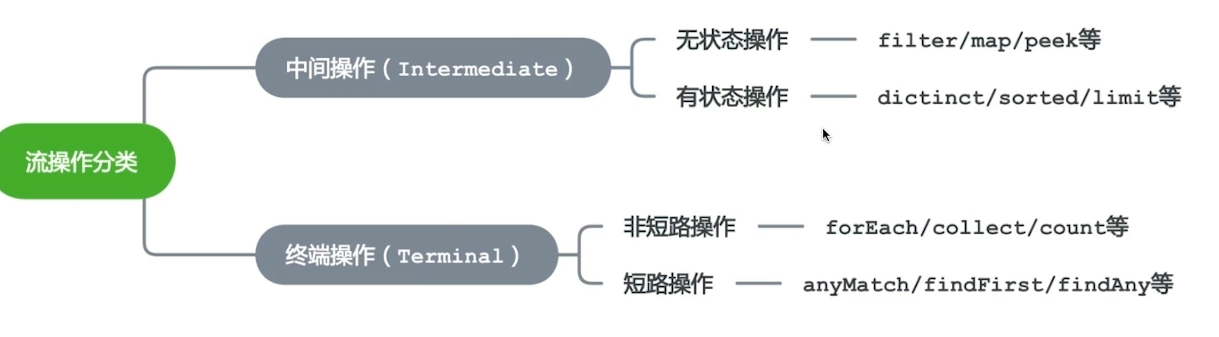 流操作分类
中间操作（Intermediate）
无状态操作
filter/map/peek等
有状态操作
dictinct/sorted/limit等
终端操作（Terminal）
非短路操作
forEach/collect/count等
短路操作
anyMatch/findFirst/findAny等